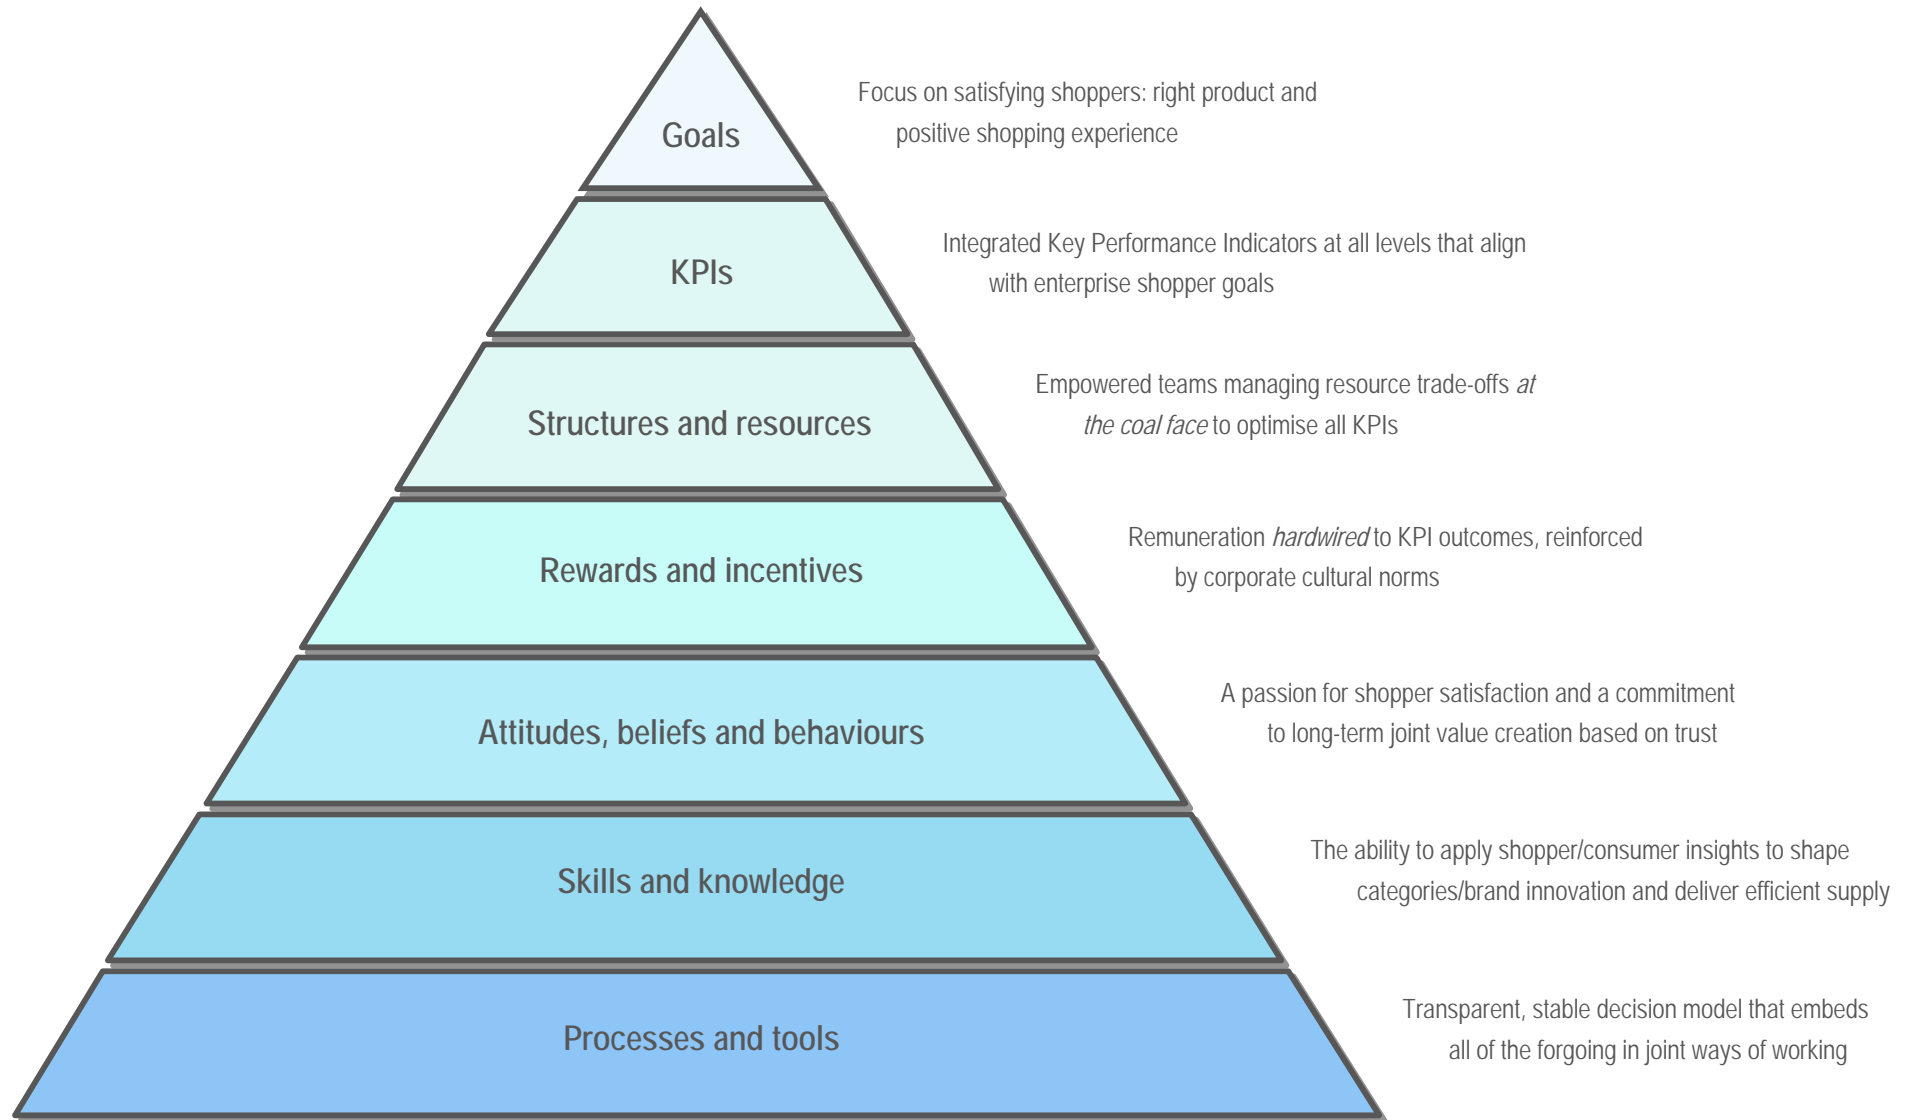 Goals
Focus on satisfying shoppers: right product and
positive shopping experience
KPIs
Integrated Key Performance Indicators at all levels that align
with enterprise shopper goals
Structures and resources
Empowered teams managing resource trade-offs at
the coal face to optimise all KPIs
Rewards and incentives
Remuneration hardwired to KPI outcomes, reinforced
by corporate cultural norms
Attitudes, beliefs and behaviours
A passion for shopper satisfaction and a commitment
to long-term joint value creation based on trust
Skills and knowledge
The ability to apply shopper/consumer insights to shape
categories/brand innovation and deliver efficient supply
Processes and tools
Transparent, stable decision model that embeds
all of the forgoing in joint ways of working